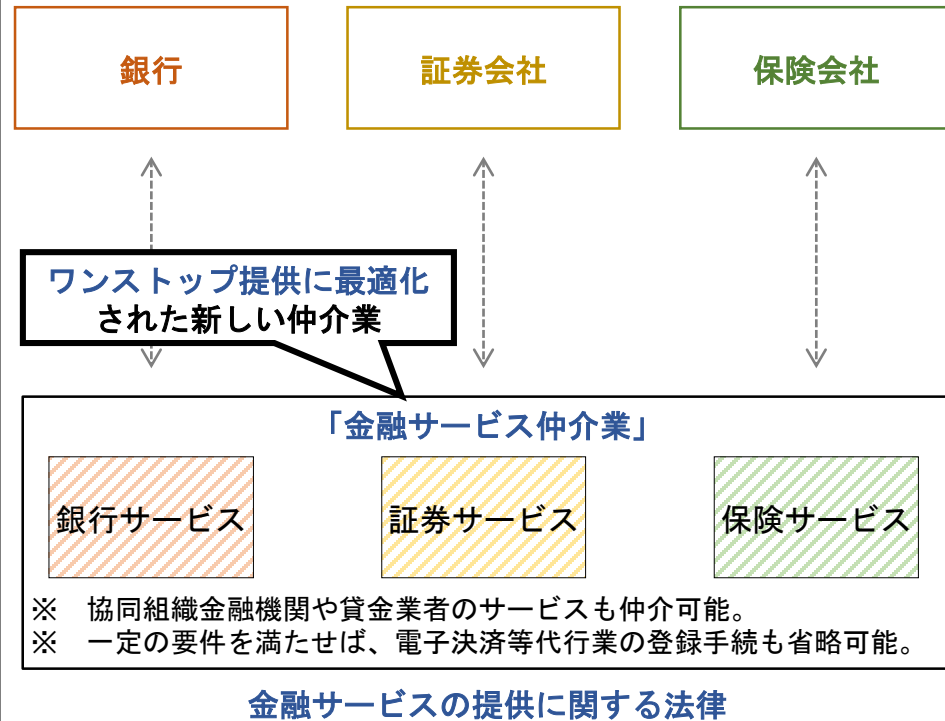 銀行
証券会社
保険会社
ワンストップ提供に最適化
された新しい仲介業
「金融サービス仲介業」
銀行サービス
証券サービス
保険サービス
※　協同組織金融機関や貸金業者のサービスも仲介可能。
※　一定の要件を満たせば、電子決済等代行業の登録手続も省略可能。
金融サービスの提供に関する法律